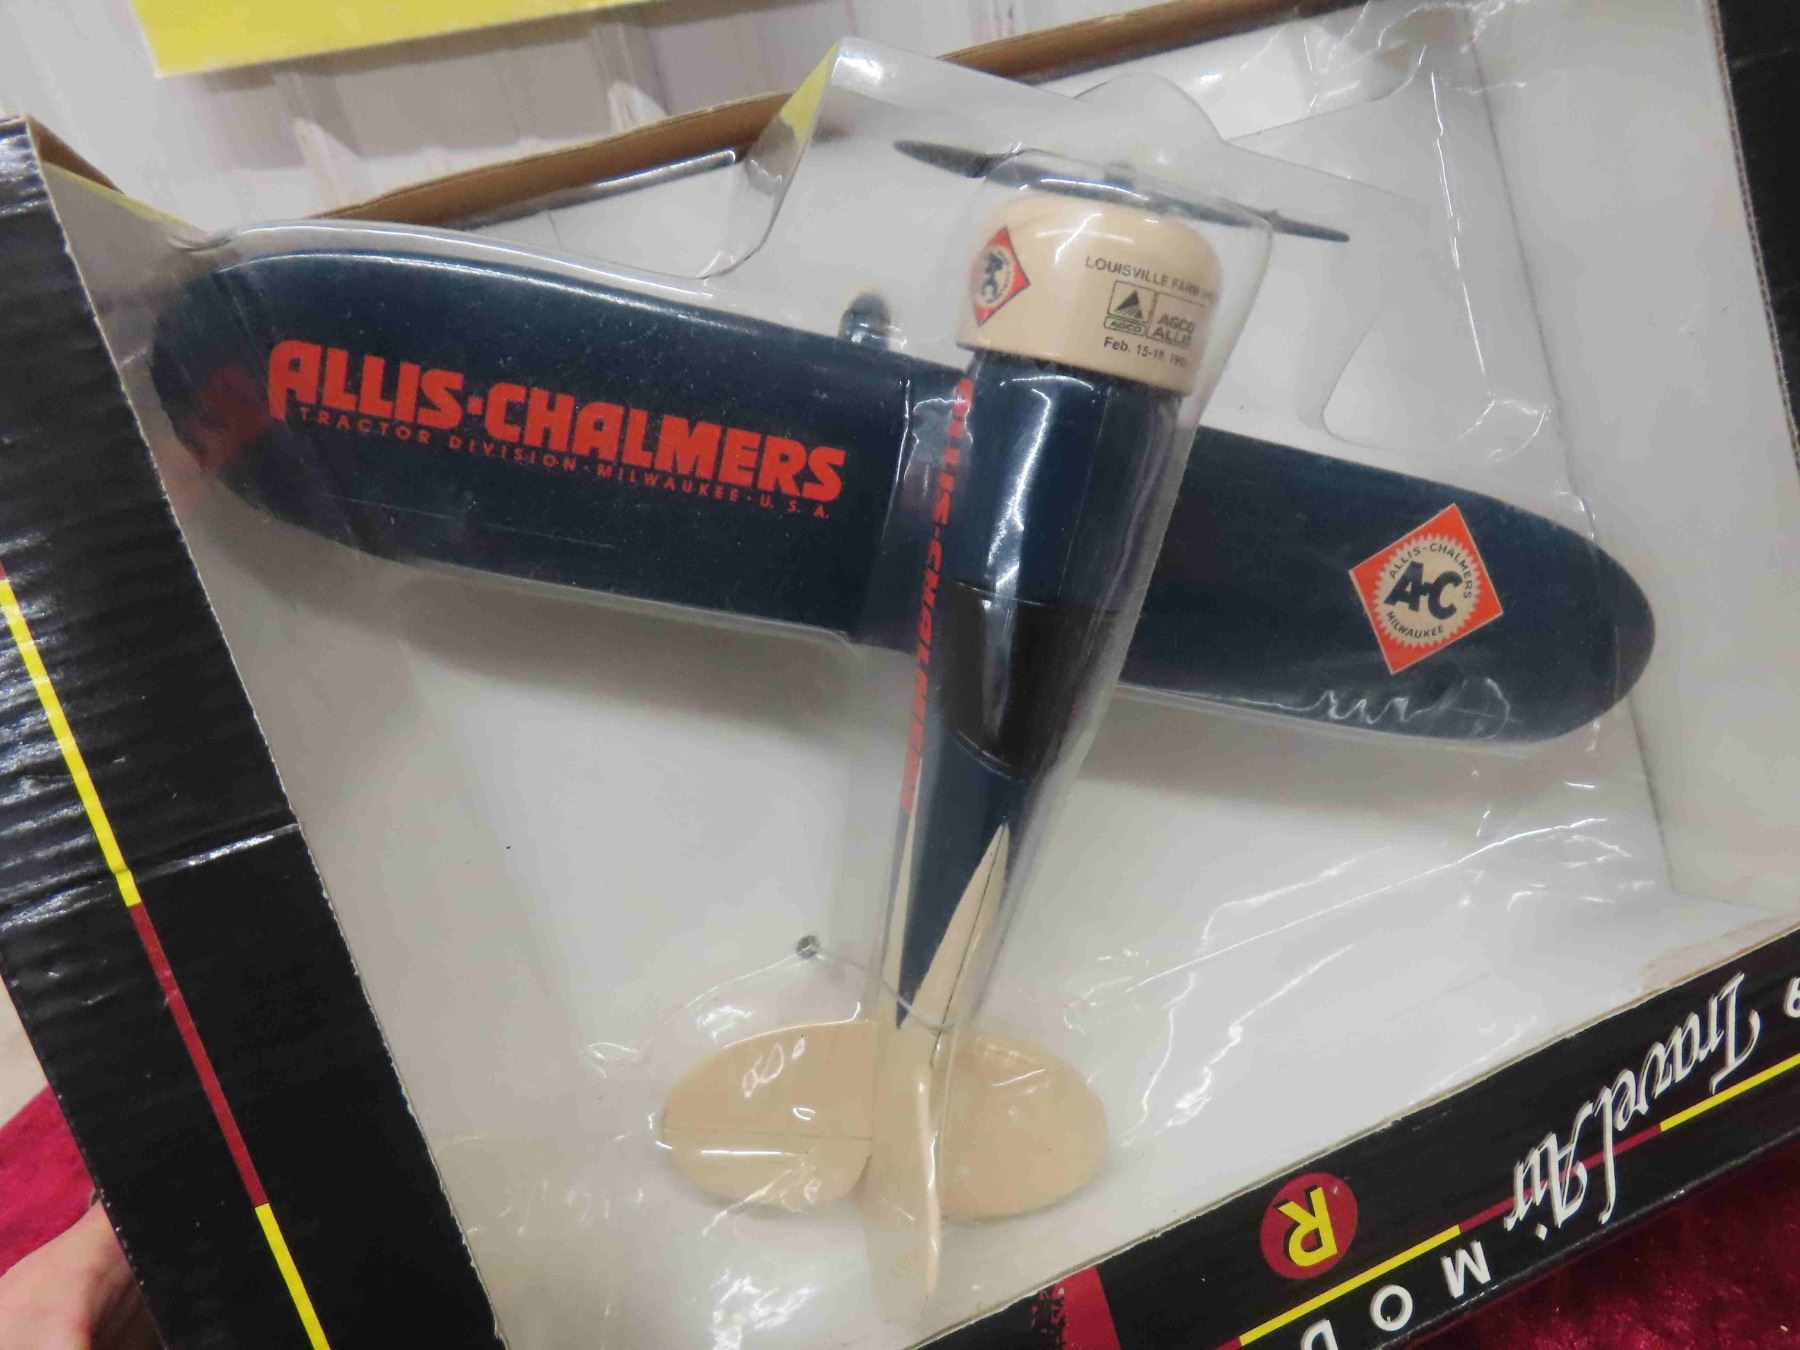 LOUISVILLE FARM
AGCO
AGCO
ALLIS
Feb. 15-18,
ALLIS-CHALMERS
TRACTOR DIVISION · MILWAUKEE · U. S. A.
ALLIS-CHALMERS
ALLIS-CHALMERS
A-C
MILWAUKEE
Travel Air
MOD
R